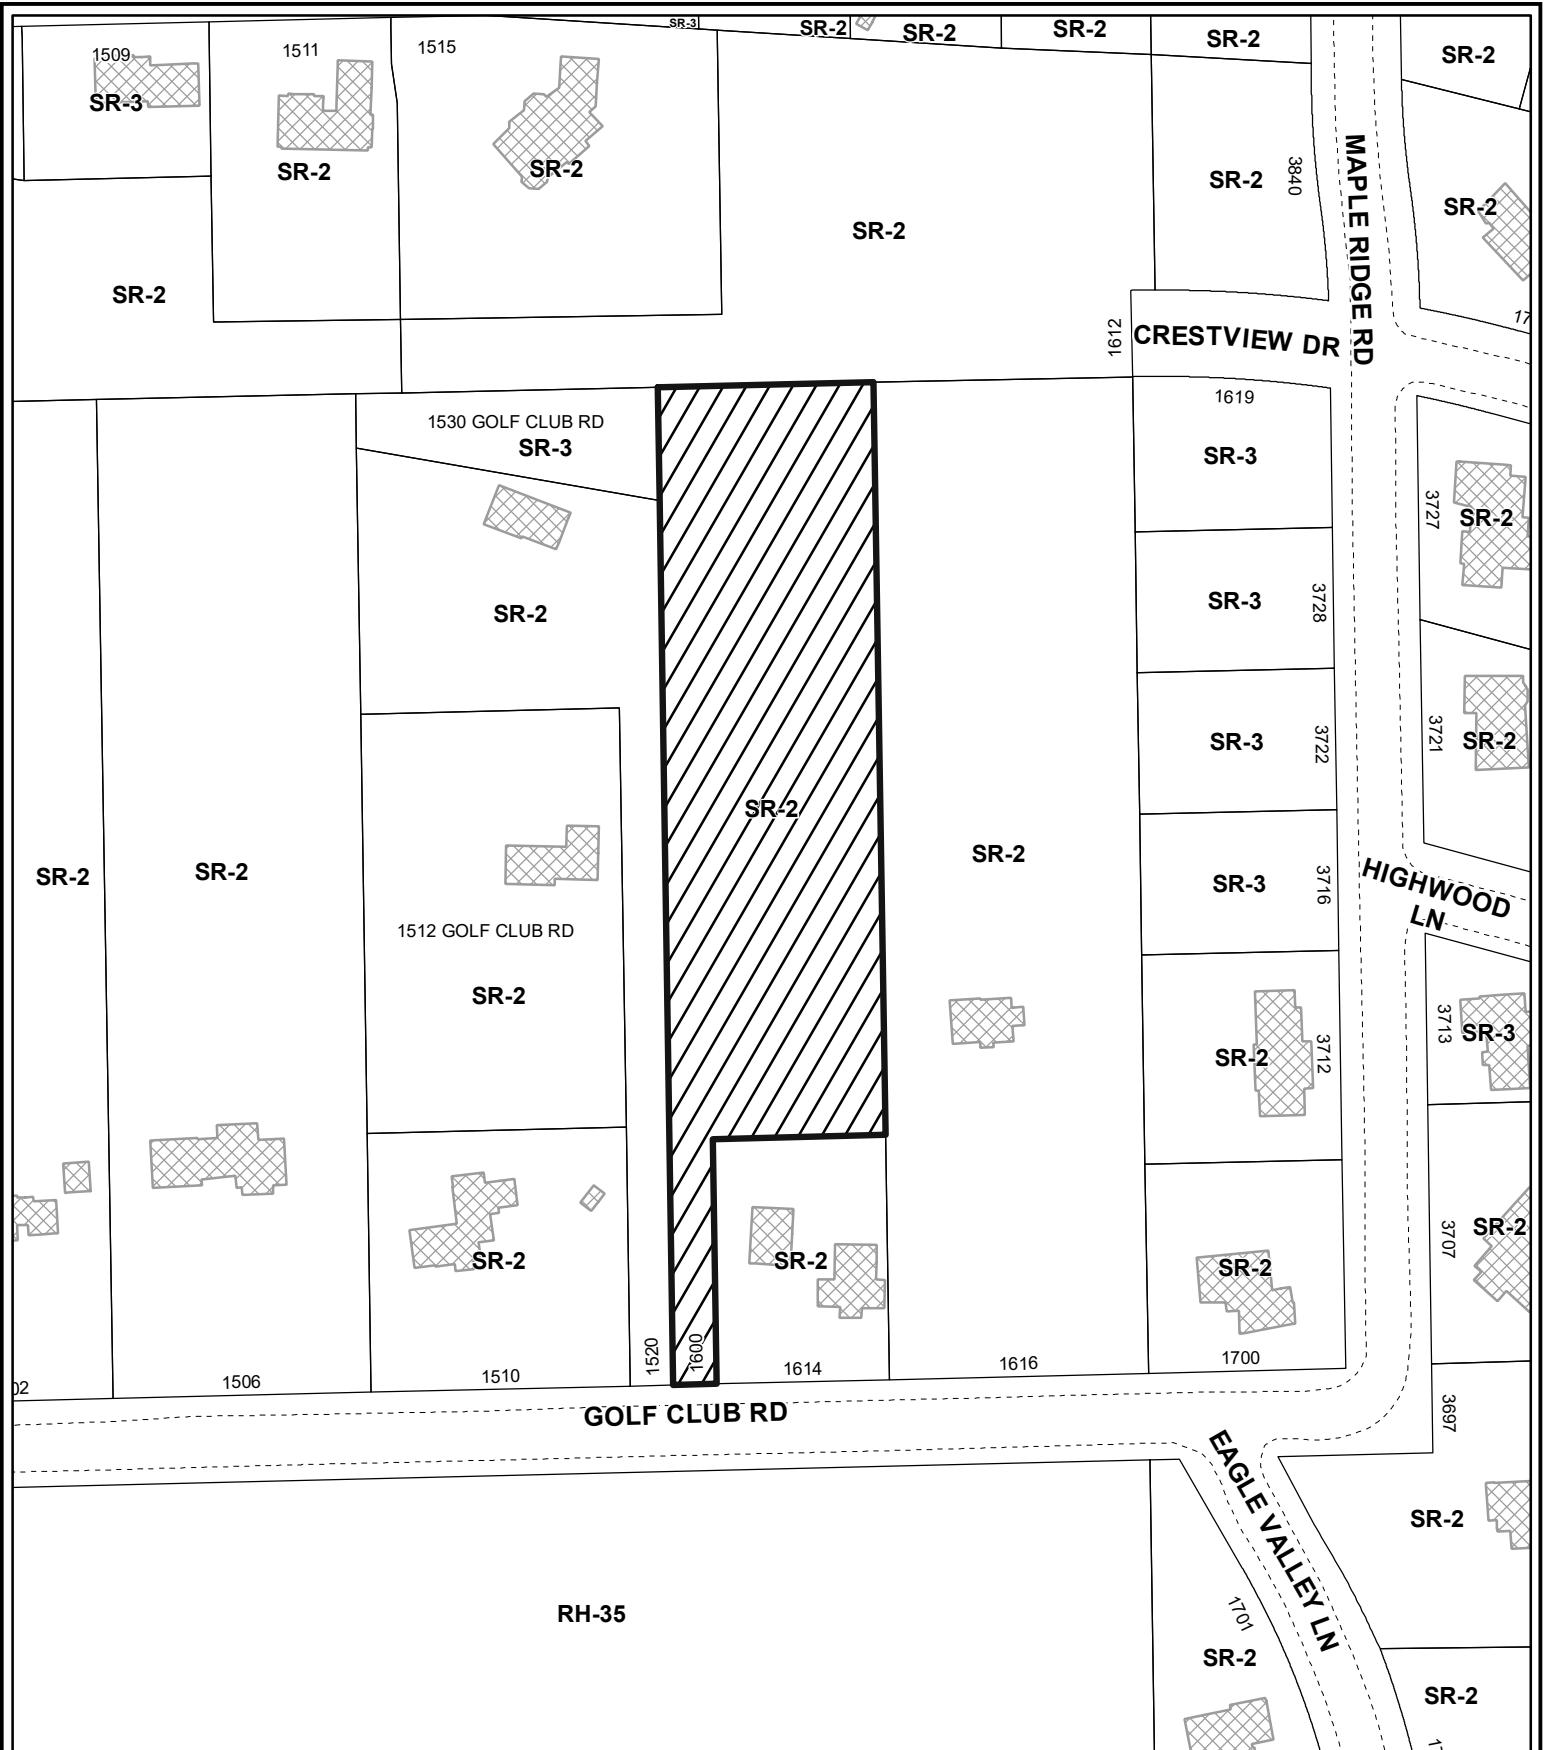 SR-3
SR-2
SR-2
SR-2
SR-2
SR-2
1509
SR-3
1511
SR-2
1515
SR-2
SR-2
SR-2
SR-2
3840
SR-2
MAPLE RIDGE RD
1612
CRESTVIEW DR
1530 GOLF CLUB RD
SR-3
1619
SR-3
3727
SR-2
SR-2
SR-3
3728
SR-3
3722
3721
SR-2
SR-2
SR-2
SR-2
SR-2
SR-3
3716
HIGHWOOD
LN
1512 GOLF CLUB RD
SR-2
3713
SR-3
SR-2
3712
SR-2
SR-2
SR-2
3707
SR-2
1506
1510
1520
1600
1614
1616
1700
GOLF CLUB RD
3697
EAGLE VALLEY LN
SR-2
RH-35
1701
SR-2
SR-2